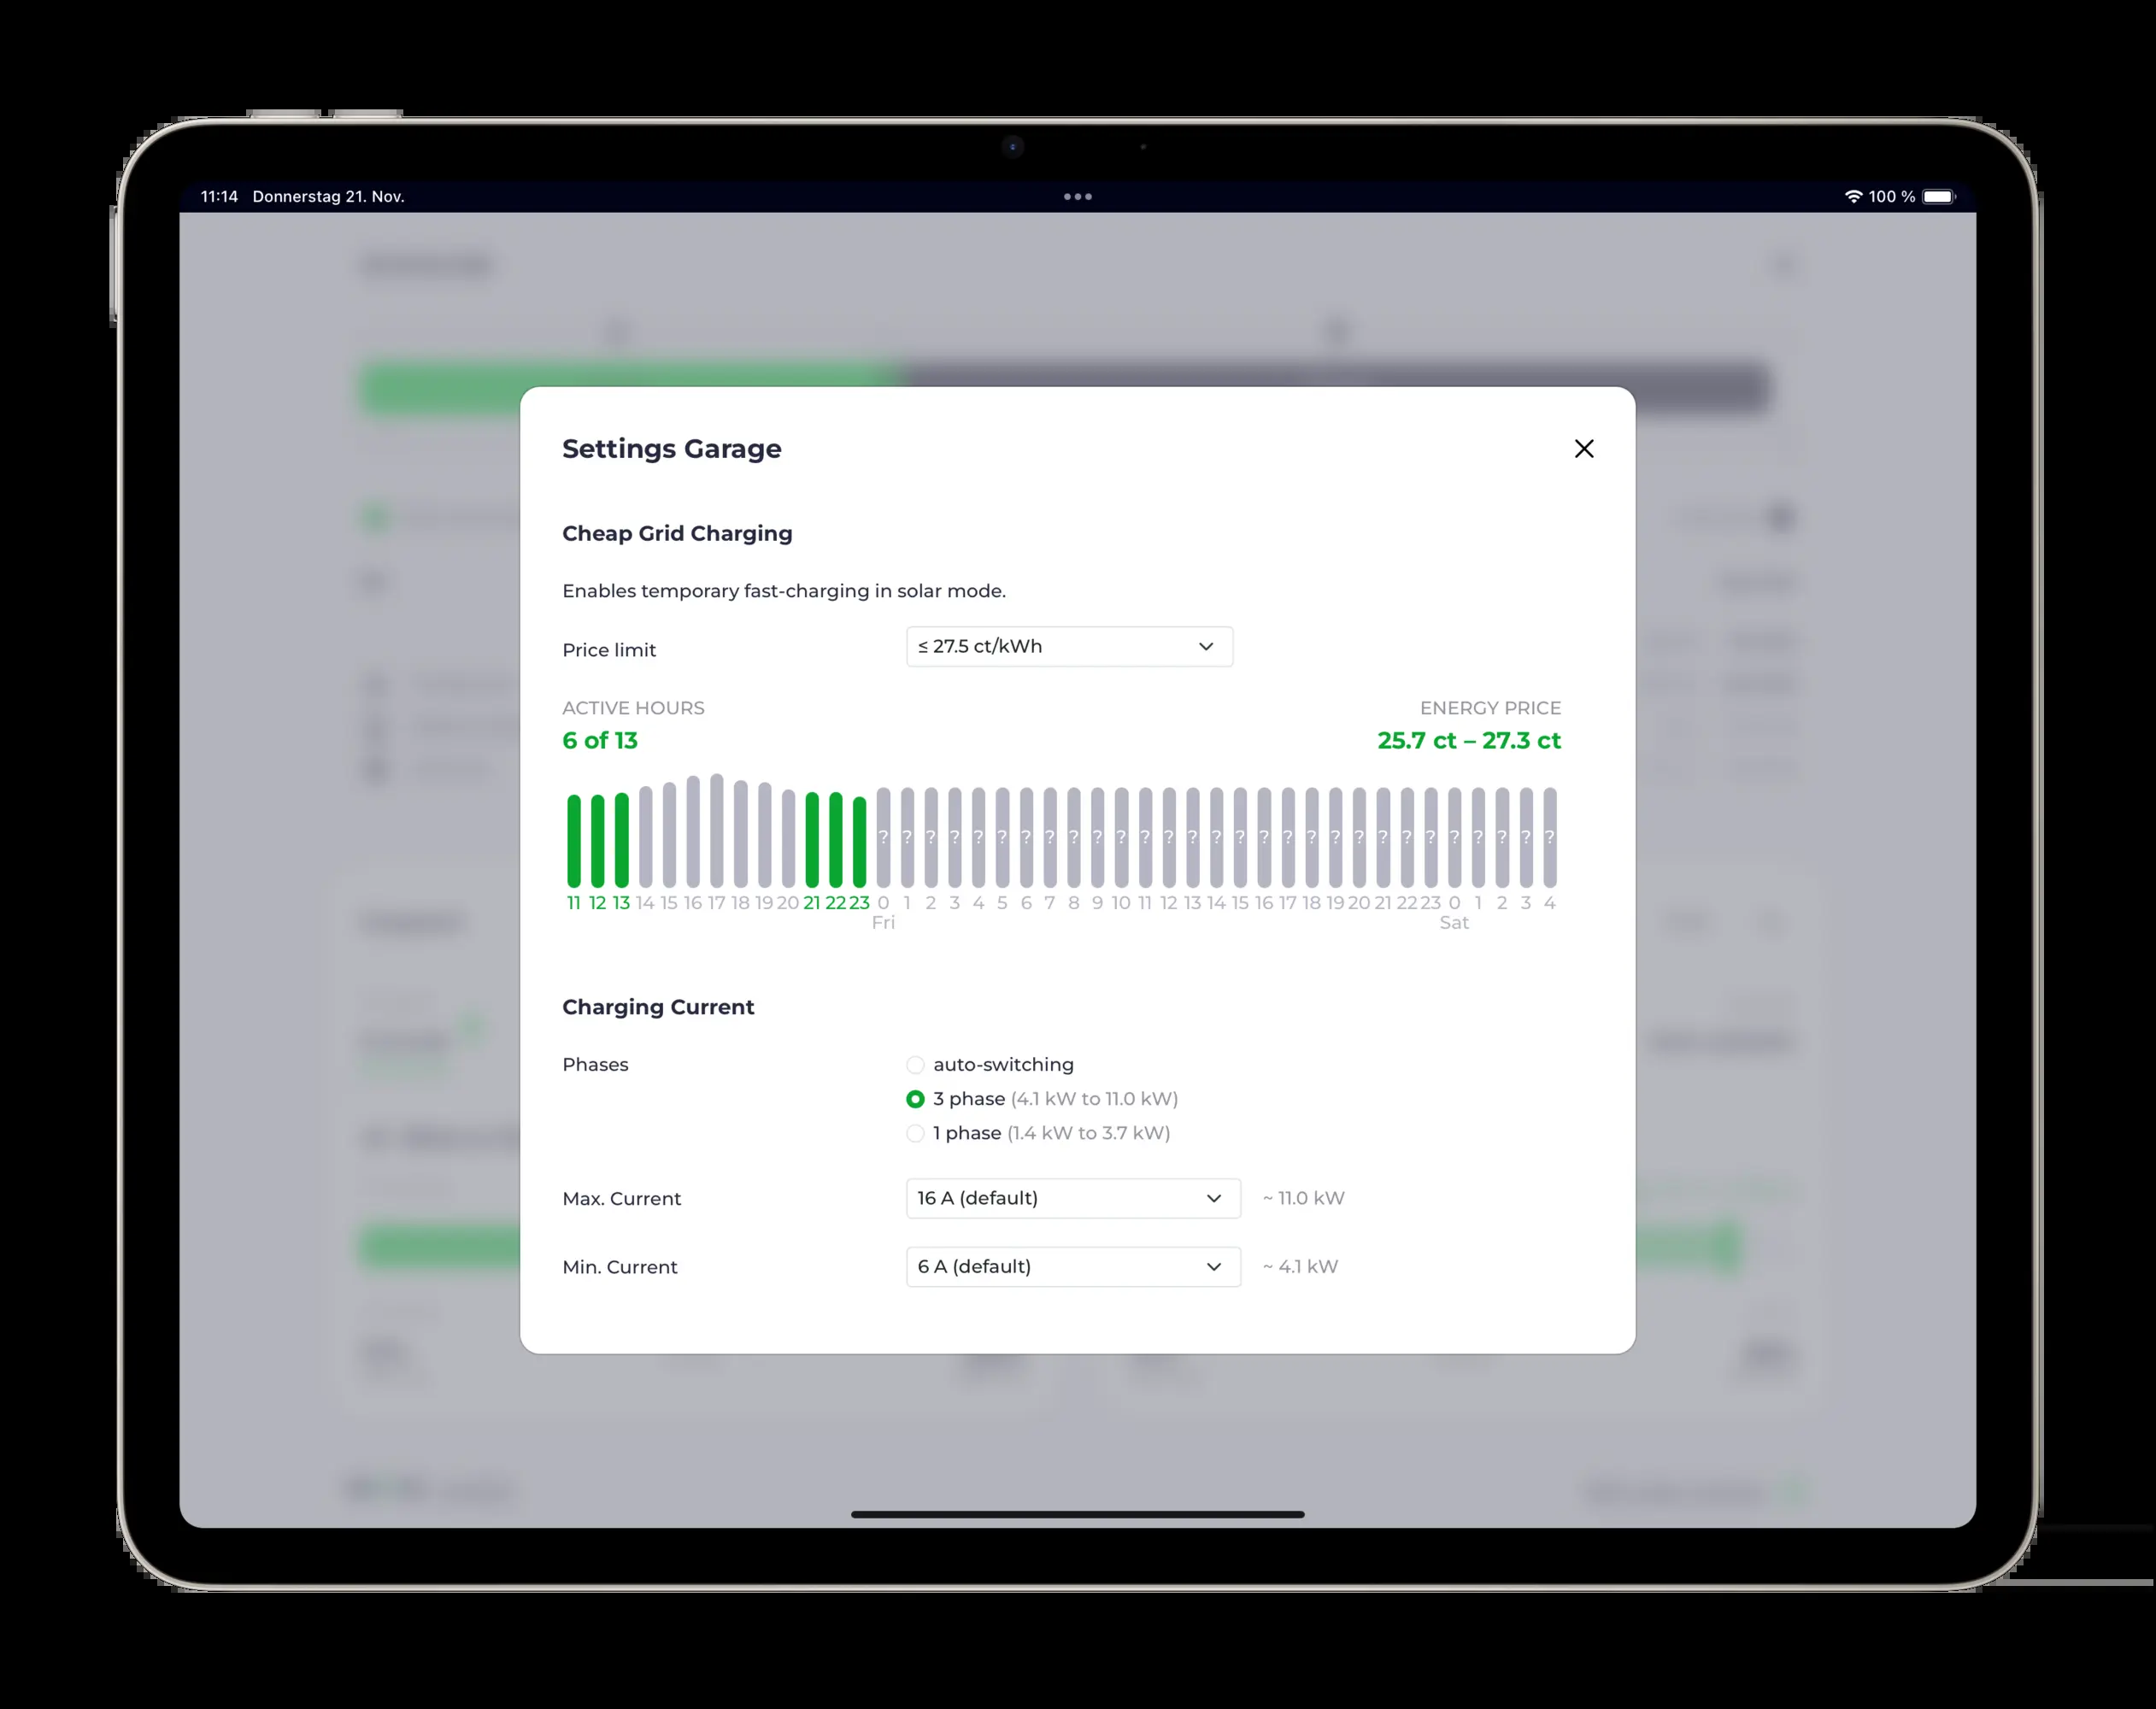 11:14 Donnerstag 21. Nov.
100 %
Settings Garage
Cheap Grid Charging
Enables temporary fast-charging in solar mode.
Price limit ≤ 27.5 ct/kWh
ACTIVE HOURS ENERGY PRICE
6 of 13 25.7 ct – 27.3 ct
? ? ? ? ? ? ? ? ? ? ? ? ? ? ? ? ? ? ? ? ? ? ? ? ? ? ? ? ?
11 12 13 14 15 16 17 18 19 20 21 22 23 0 1 2 3 4 5 6 7 8 9 10 11 12 13 14 15 16 17 18 19 20 21 22 23 0 1 2 3 4
Fri Sat
Charging Current
Phases auto-switching
3 phase (4.1 kW to 11.0 kW)
1 phase (1.4 kW to 3.7 kW)
Max. Current 16 A (default) ~ 11.0 kW
Min. Current 6 A (default) ~ 4.1 kW